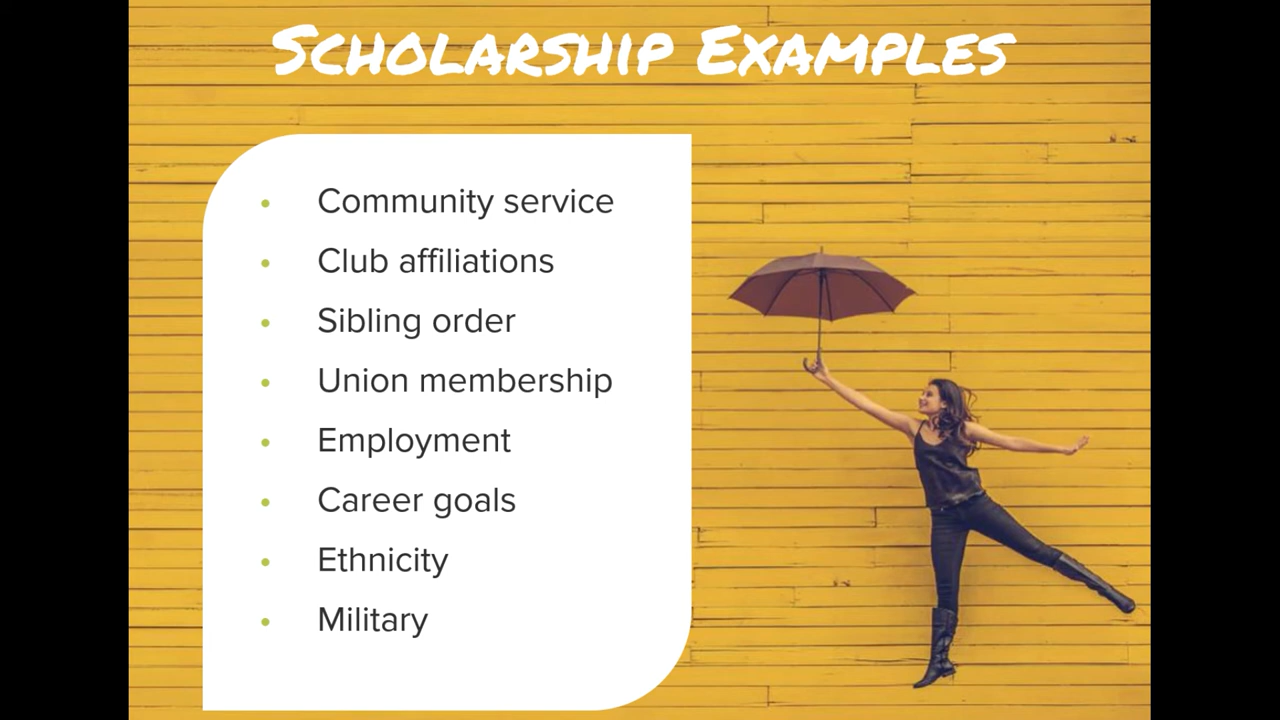 Scholarship Examples
• Community service
• Club affiliations
• Sibling order
• Union membership
• Employment
• Career goals
• Ethnicity
• Military